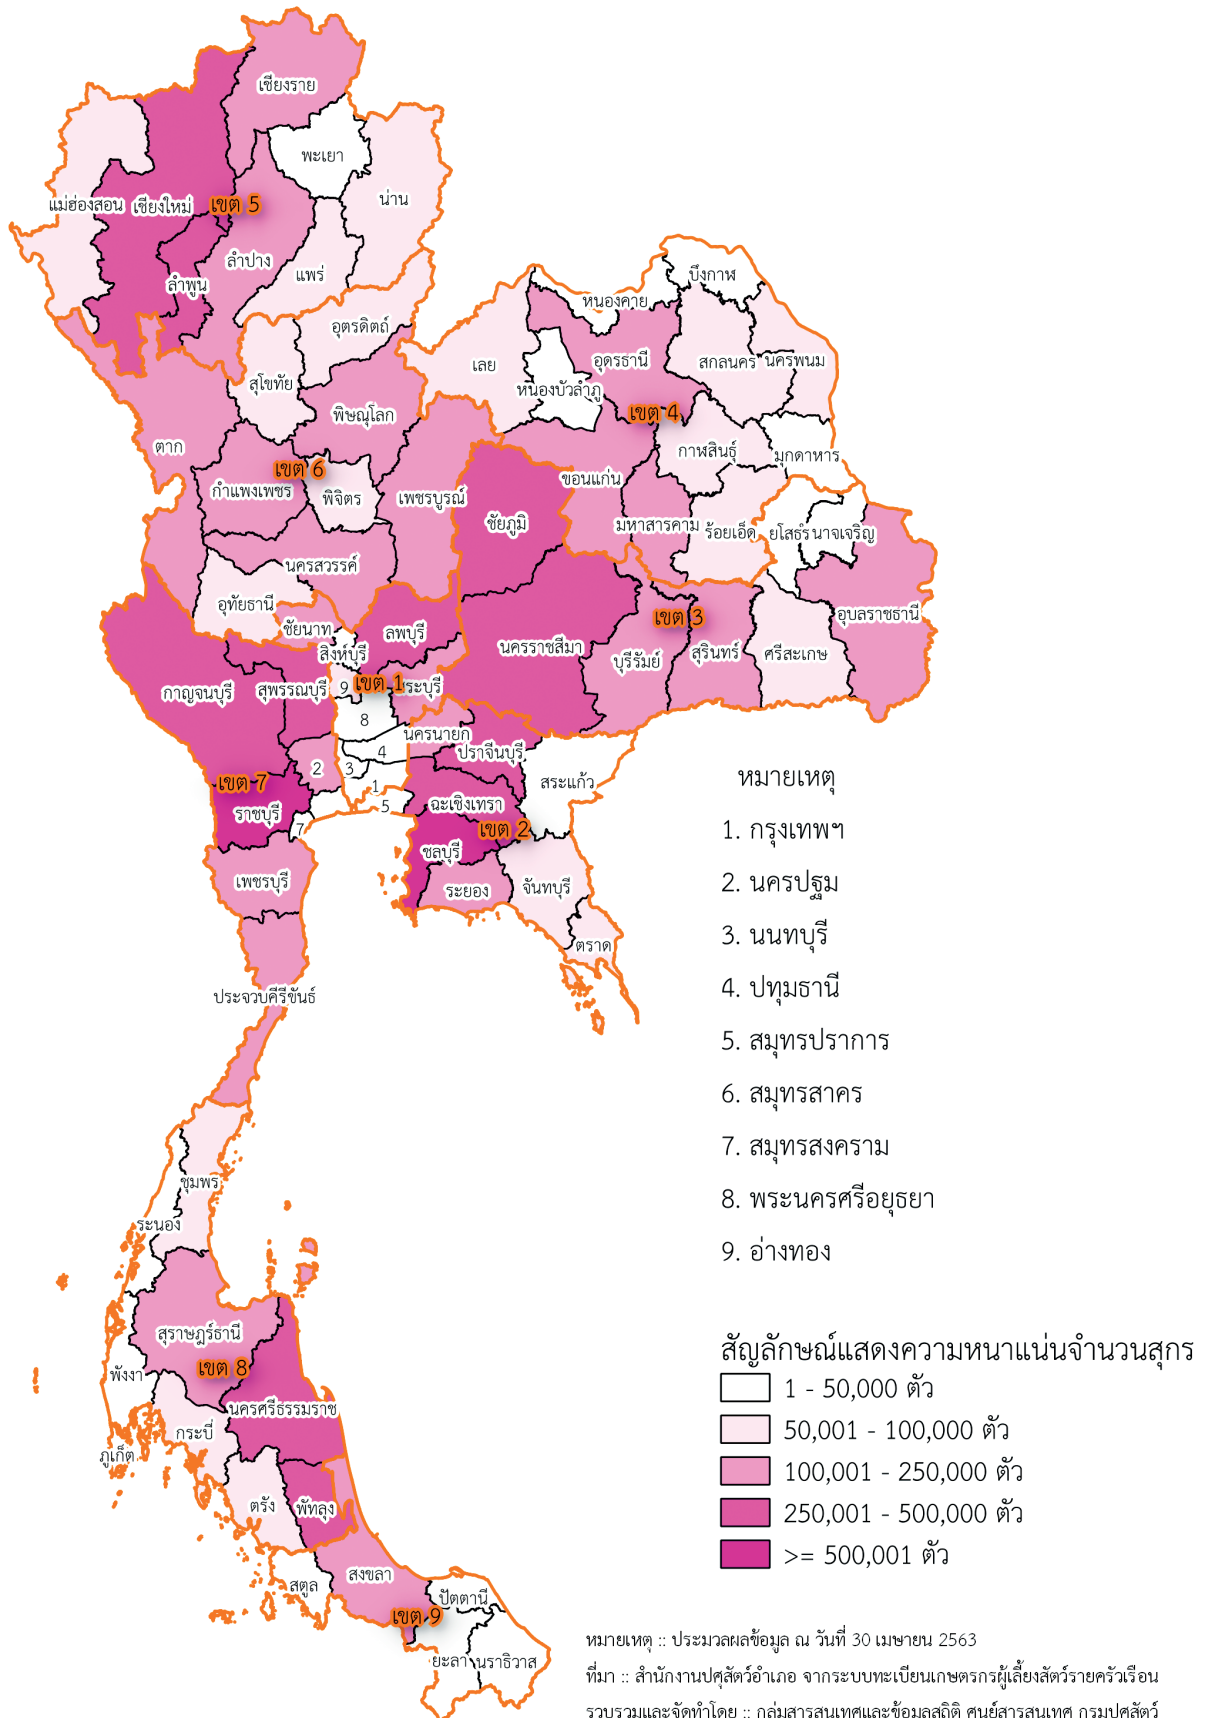 เชียงราย
พะเยา
แม่ฮ่องสอน
เชียงใหม่
เขต 5
น่าน
ลำปาง
แพร่
ลำพูน
บึงกาฬ
หนองคาย
อุตรดิตถ์
เลย
อุดรธานี
สกลนคร
นครพนม
สุโขทัย
หนองบัวลำภู
พิษณุโลก
เขต 4
ตาก
กาฬสินธุ์
มุกดาหาร
เขต 6
กำแพงเพชร
พิจิตร
เพชรบูรณ์
ขอนแก่น
ชัยภูมิ
มหาสารคาม
ร้อยเอ็ด
ยโสธร
นาจเจริญ
นครสวรรค์
อุทัยธานี
ชัยนาท
ลพบุรี
เขต 3
อุบลราชธานี
สิงห์บุรี
นครราชสีมา
บุรีรัมย์
สุรินทร์
ศรีสะเกษ
กาญจนบุรี
สุพรรณบุรี
9
เขต 1
ระบุรี
8
นครนายก
4
ปราจีนบุรี
2
3
1
สระแก้ว
เขต 7
ราชบุรี
5
ฉะเชิงเทรา
7
เขต 2
ชลบุรี
เพชรบุรี
ระยอง
จันทบุรี
ตราด
ประจวบคีรีขันธ์
ชุมพร
ระนอง
สุราษฎร์ธานี
เขต 8
พังงา
นครศรีธรรมราช
กระบี่
ภูเก็ต
ตรัง
พัทลุง
สงขลา
สตูล
ปัตตานี
เขต 9
ยะลา
นราธิวาส
หมายเหตุ
1. กรุงเทพฯ
2. นครปฐม
3. นนทบุรี
4. ปทุมธานี
5. สมุทรปราการ
6. สมุทรสาคร
7. สมุทรสงคราม
8. พระนครศรีอยุธยา
9. อ่างทอง
สัญลักษณ์แสดงความหนาแน่นจำนวนสุกร
1 - 50,000 ตัว
50,001 - 100,000 ตัว
100,001 - 250,000 ตัว
250,001 - 500,000 ตัว
>= 500,001 ตัว
หมายเหตุ :: ประมวลผลข้อมูล ณ วันที่ 30 เมษายน 2563
ที่มา :: สำนักงานปศุสัตว์อำเภอ จากระบบทะเบียนเกษตรกรผู้เลี้ยงสัตว์รายครัวเรือน
รวบรวมและจัดทำโดย :: กลุ่มสารสนเทศและข้อมูลสถิติ ศูนย์สารสนเทศ กรมปศุสัตว์